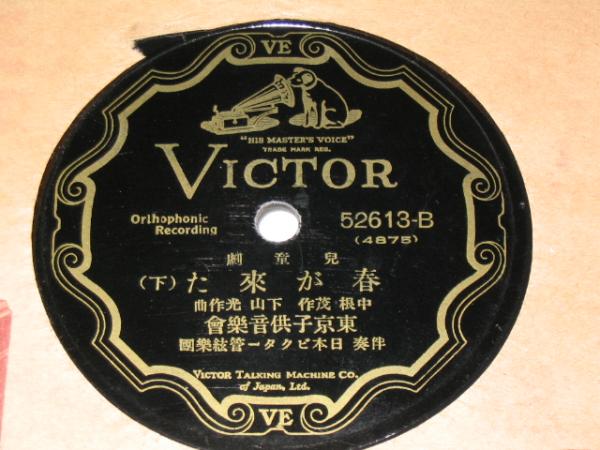 VE
"HIS MASTER'S VOICE"
TRADE MARK REG.
VICTOR
Orthophonic
Recording
52613-B
(4875)
兒童劇
春が來た (下)
中根茂作 下山光作曲
東京子供音樂會
伴奏 日本ビクター管絃樂團
VICTOR TALKING MACHINE CO.
of Japan, Ltd.
VE